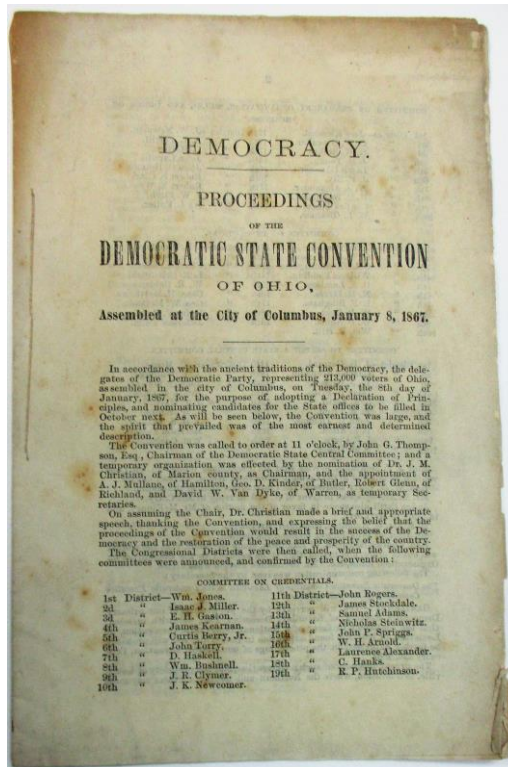 DEMOCRACY.
PROCEEDINGS
OF THE
DEMOCRATIC STATE CONVENTION
OF OHIO,
Assembled at the City of Columbus, January 8, 1867.
In accordance with the ancient traditions of the Democracy, the dele-
gates of the Democratic Party, representing 213,000 voters of Ohio,
assembled in the city of Columbus, on Tuesday, the 8th day of
January, 1867, for the purpose of adopting a Declaration of Prin-
ciples, and nominating candidates for the State offices to be filled in
October next. As will be seen below, the Convention was large, and
the spirit that prevailed was of the most earnest and determined
description.
The Convention was called to order at 11 o'clock, by John G. Thomp-
son, Esq., Chairman of the Democratic State Central Committee; and a
temporary organization was effected by the nomination of Dr. J. M.
Christian, of Marion county, as Chairman, and the appointment of
A. J. Mullane, of Hamilton, Geo. D. Kinder, of Butler, Robert Glenn, of
Richland, and David W. Van Dyke, of Warren, as temporary Sec-
retaries.
On assuming the Chair, Dr. Christian made a brief and appropriate
speech, thanking the Convention, and expressing the belief that the
proceedings of the Convention would result in the success of the De-
mocracy and the restoration of the peace and prosperity of the country.
The Congressional Districts were then called, when the following
committees were announced, and confirmed by the Convention:
COMMITTEE ON CREDENTIALS.
1st District—Wm. Jones.
2d " Isaac J. Miller.
3d " E. H. Gaston.
4th " James Kearnan.
5th " Curtis Berry, Jr.
6th " John Torry.
7th " D. Haskell.
8th " Wm. Bushnell.
9th " J. R. Clymer.
10th " J. K. Newcomer.
11th District—John Rogers.
12th " James Stockdale.
13th " Samuel Adams.
14th " Nicholas Steinwitz.
15th " John P. Spriggs.
16th " W. H. Arnold.
17th " Laurence Alexander.
18th " C. Hanks.
19th " R. P. Hutchinson.